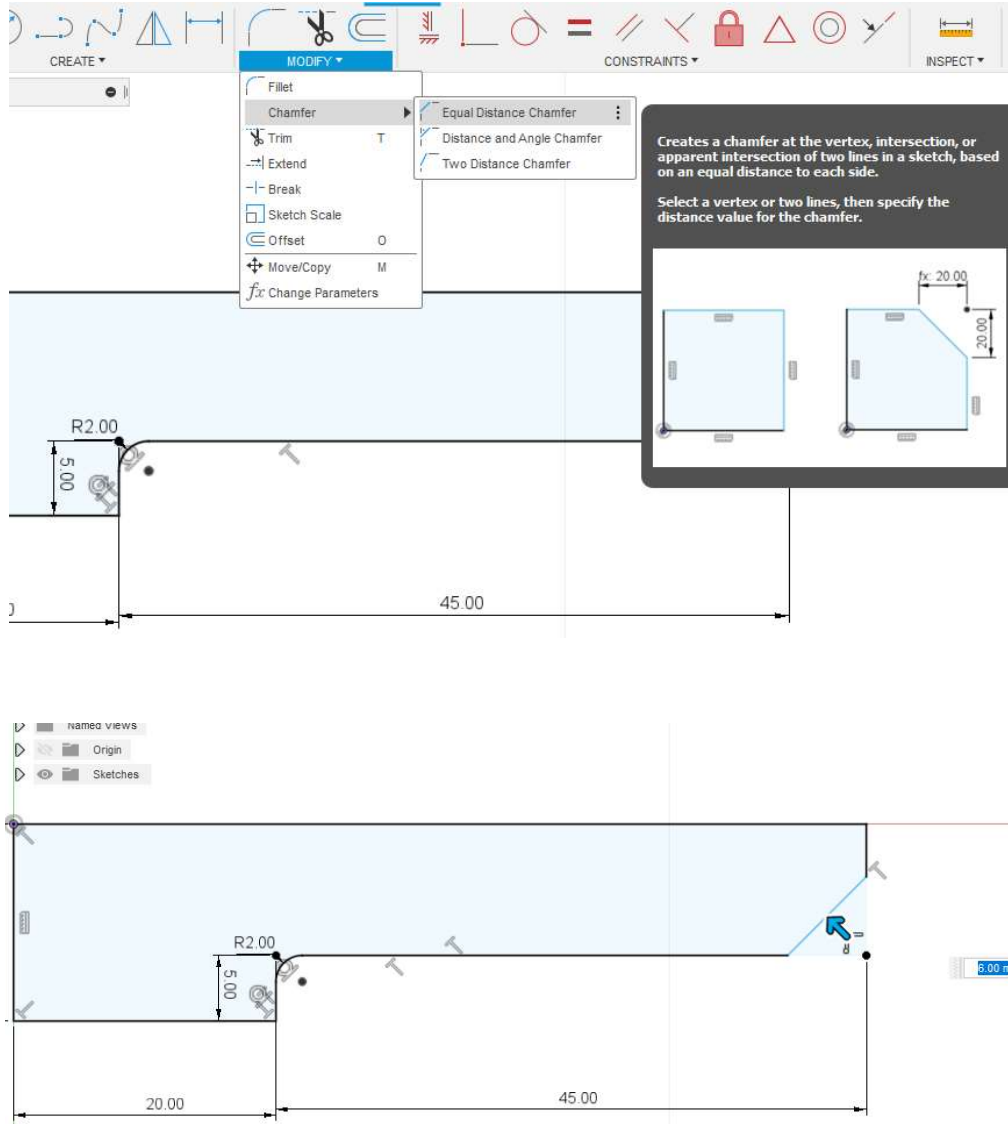 CREATE ▾
MODIFY ▾
CONSTRAINTS ▾
INSPECT ▾
Fillet
Chamfer
Trim T
Extend
Break
Sketch Scale
Offset O
Move/Copy M
fx Change Parameters
Equal Distance Chamfer
Distance and Angle Chamfer
Two Distance Chamfer
Creates a chamfer at the vertex, intersection, or
apparent intersection of two lines in a sketch, based
on an equal distance to each side.
Select a vertex or two lines, then specify the
distance value for the chamfer.
fx: 20.00
20.00
R2.00
5.00
45.00
Named Views
Origin
Sketches
R2.00
5.00
6.00 m
20.00
45.00